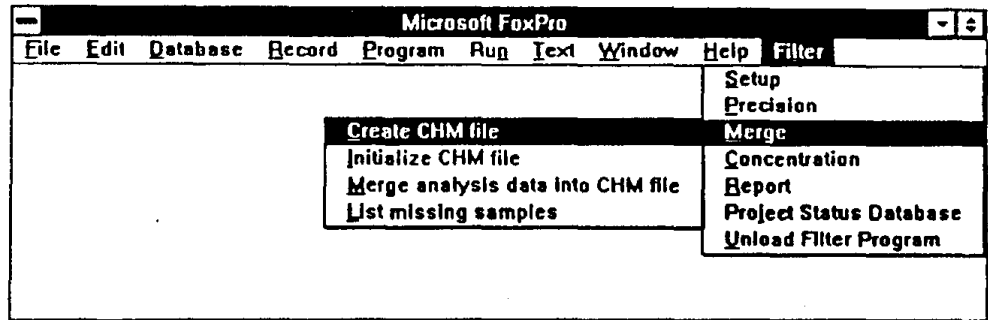 Microsoft FoxPro
File Edit Database Record Program Run Text Window Help Filter
Setup
Precision
Merge
Concentration
Report
Project Status Database
Unload Filter Program
Create CHM file
Initialize CHM file
Merge analysis data into CHM file
List missing samples